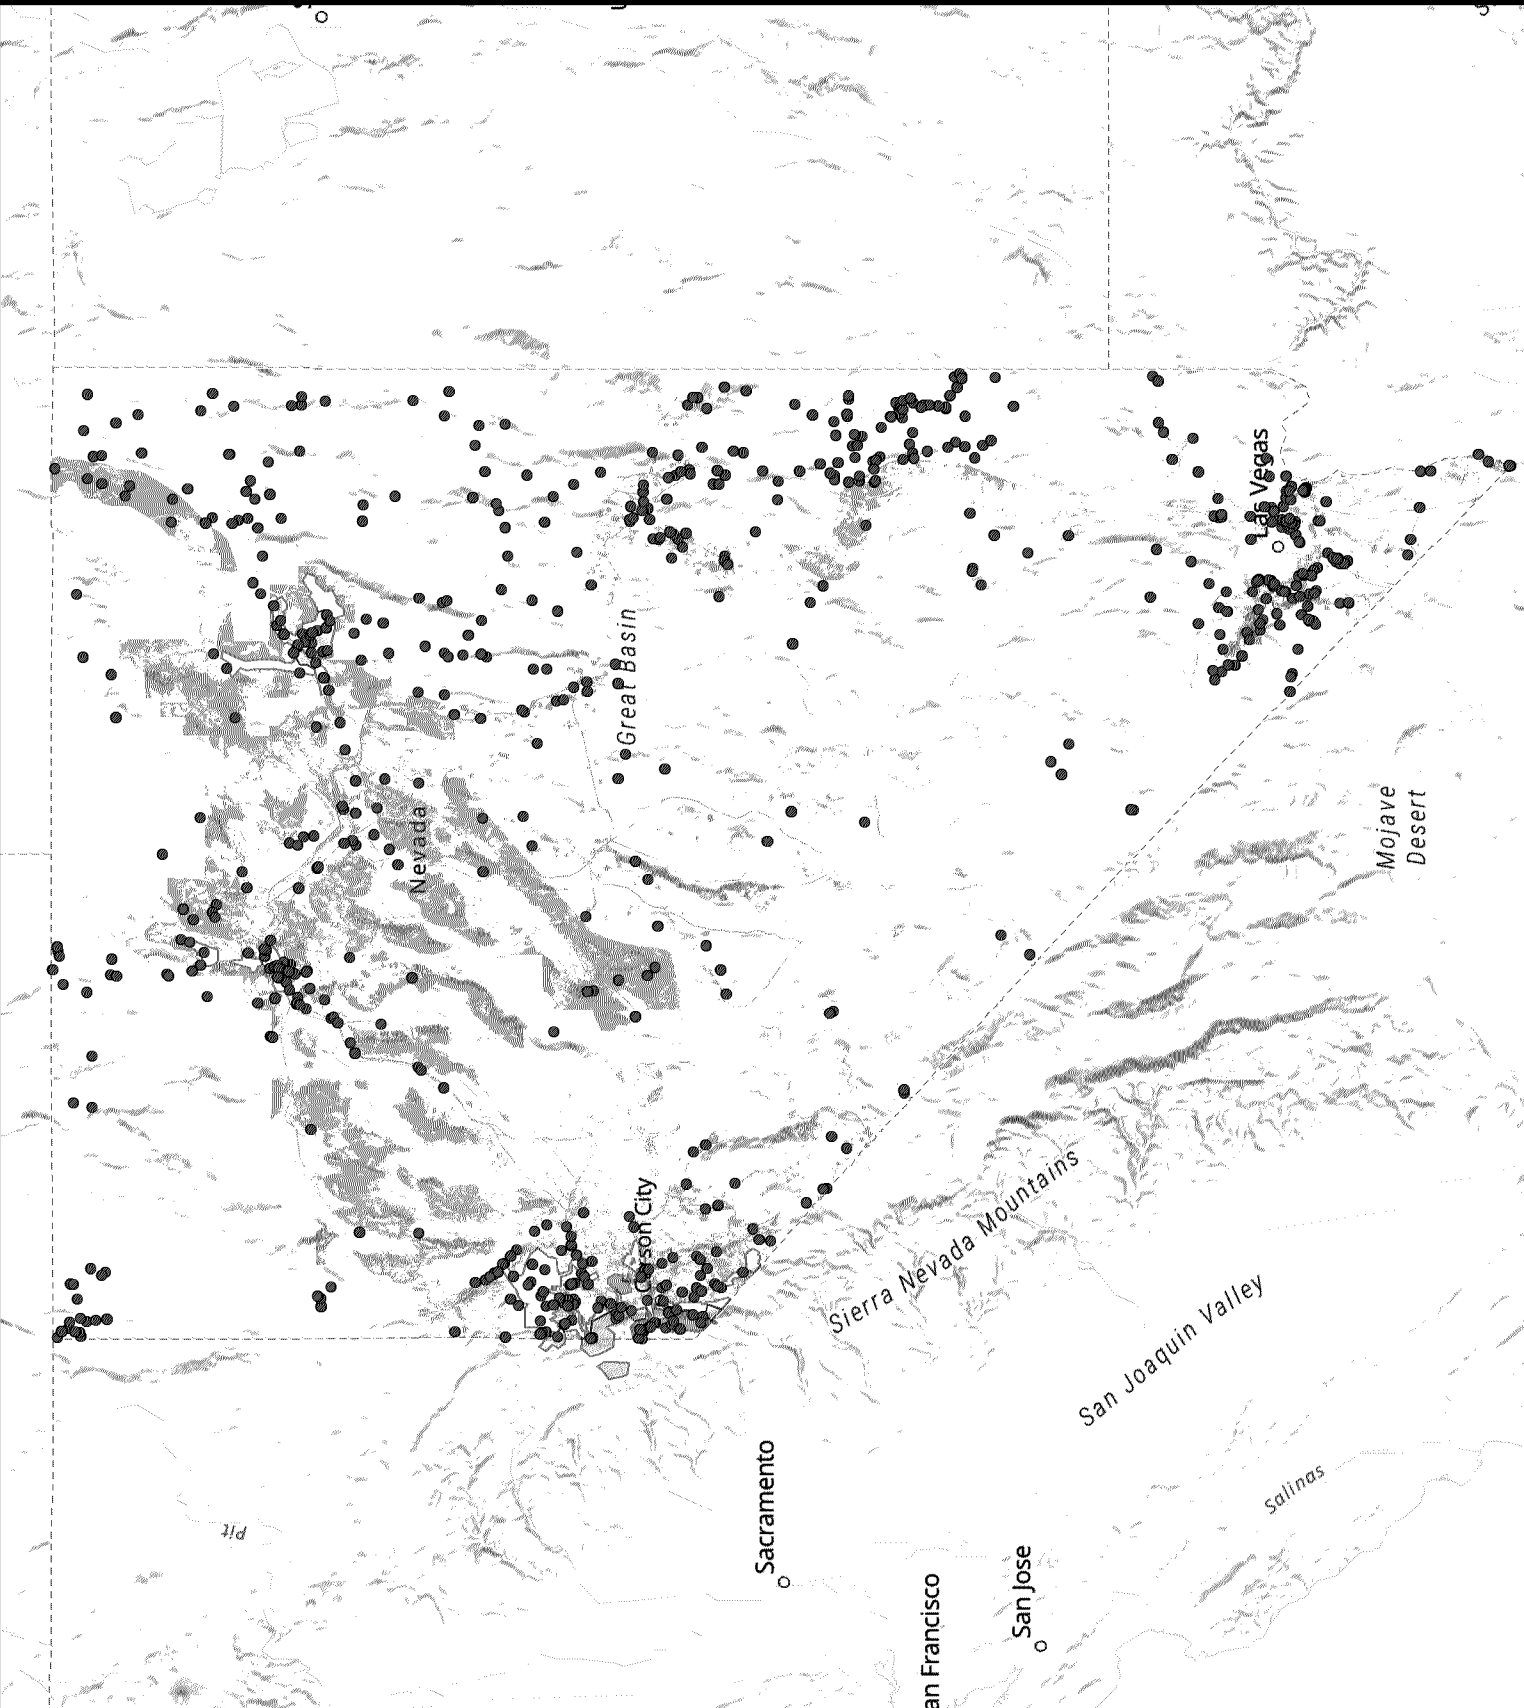 Las Vegas
Great Basin
Nevada
Mojave
Desert
Carson City
Sierra Nevada Mountains
San Joaquin Valley
Sacramento
Salinas
Pit
San Jose
an Francisco